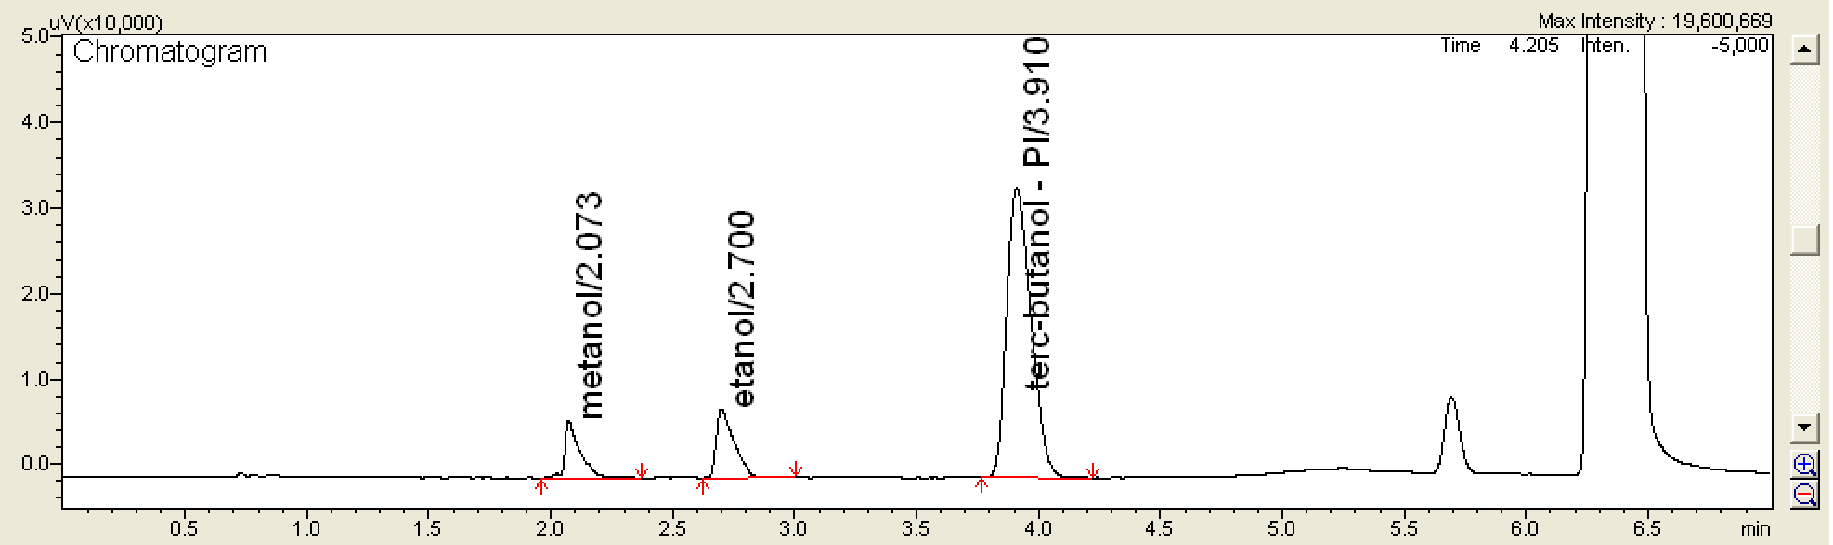 uV(x10,000)
Max Intensity : 19,600,669
Chromatogram
Time 4.205 Inten. -5,000
5.0
4.0
3.0
2.0
1.0
0.0
metanol/2.073
etanol/2.700
terc-butanol - PI/3.910
0.5 1.0 1.5 2.0 2.5 3.0 3.5 4.0 4.5 5.0 5.5 6.0 6.5 min